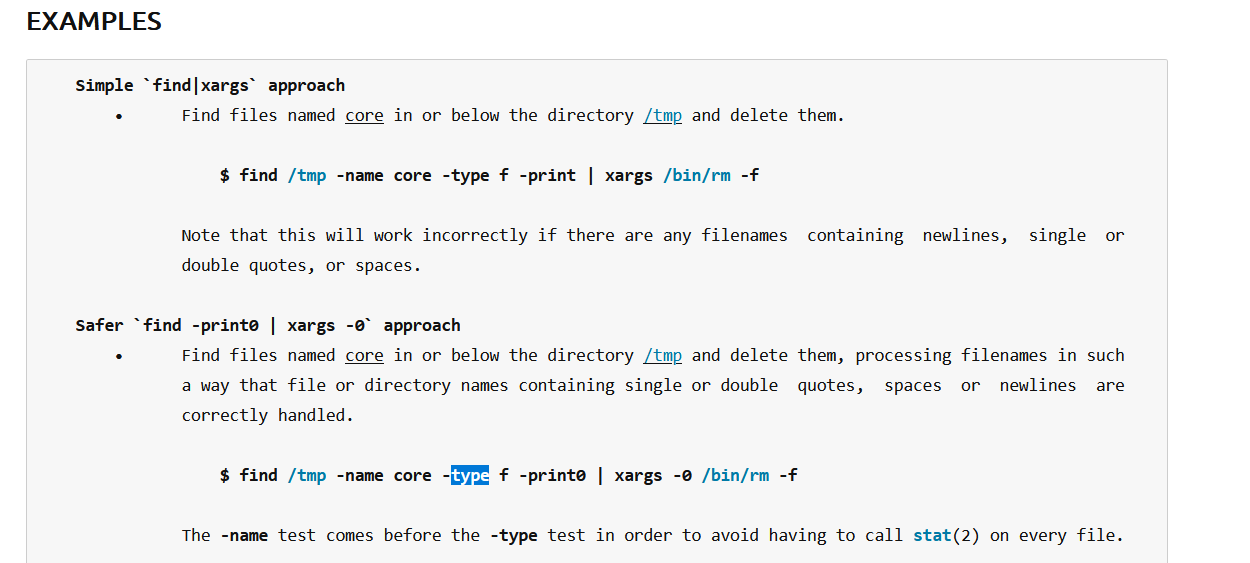 EXAMPLES
Simple `find|xargs` approach
• Find files named core in or below the directory /tmp and delete them.
$ find /tmp -name core -type f -print | xargs /bin/rm -f
Note that this will work incorrectly if there are any filenames containing newlines, single or
double quotes, or spaces.
Safer `find -print0 | xargs -0` approach
• Find files named core in or below the directory /tmp and delete them, processing filenames in such
a way that file or directory names containing single or double quotes, spaces or newlines are
correctly handled.
$ find /tmp -name core -type f -print0 | xargs -0 /bin/rm -f
The -name test comes before the -type test in order to avoid having to call stat(2) on every file.